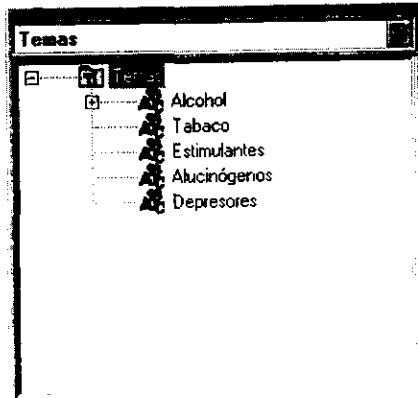 Temas
Temas
Alcohol
Tabaco
Estimulantes
Alucinógenos
Depresores